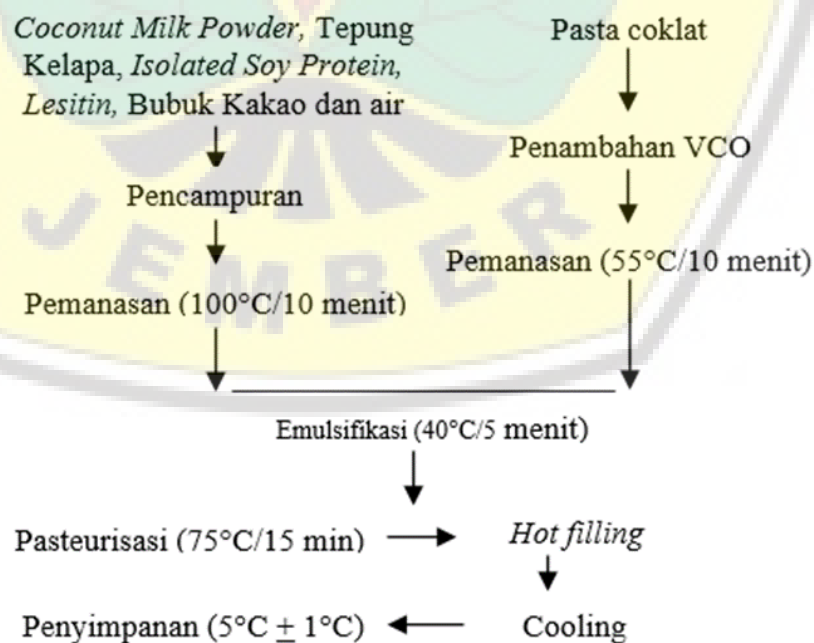 Coconut Milk Powder, Tepung
Kelapa, Isolated Soy Protein,
Lesitin, Bubuk Kakao dan air
Pencampuran
Pemanasan (100°C/10 menit)
Pasta coklat
Penambahan VCO
Pemanasan (55°C/10 menit)
JEMBER
Emulsifikasi (40°C/5 menit)
Pasteurisasi (75°C/15 min)
Hot filling
Cooling
Penyimpanan (5°C ± 1°C)